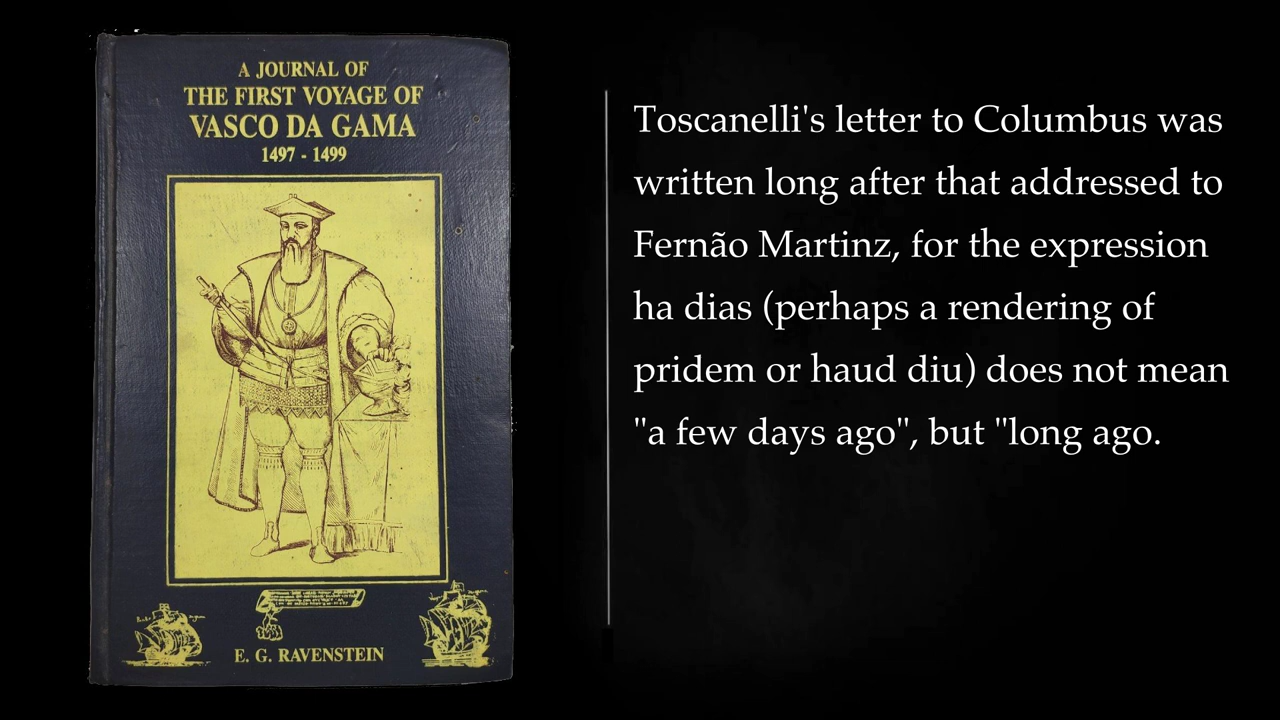 A JOURNAL OF
THE FIRST VOYAGE OF
VASCO DA GAMA
1497 - 1499
E. G. RAVENSTEIN
Toscanelli's letter to Columbus was
written long after that addressed to
Fernão Martinz, for the expression
ha dias (perhaps a rendering of
pridem or haud diu) does not mean
"a few days ago", but "long ago.